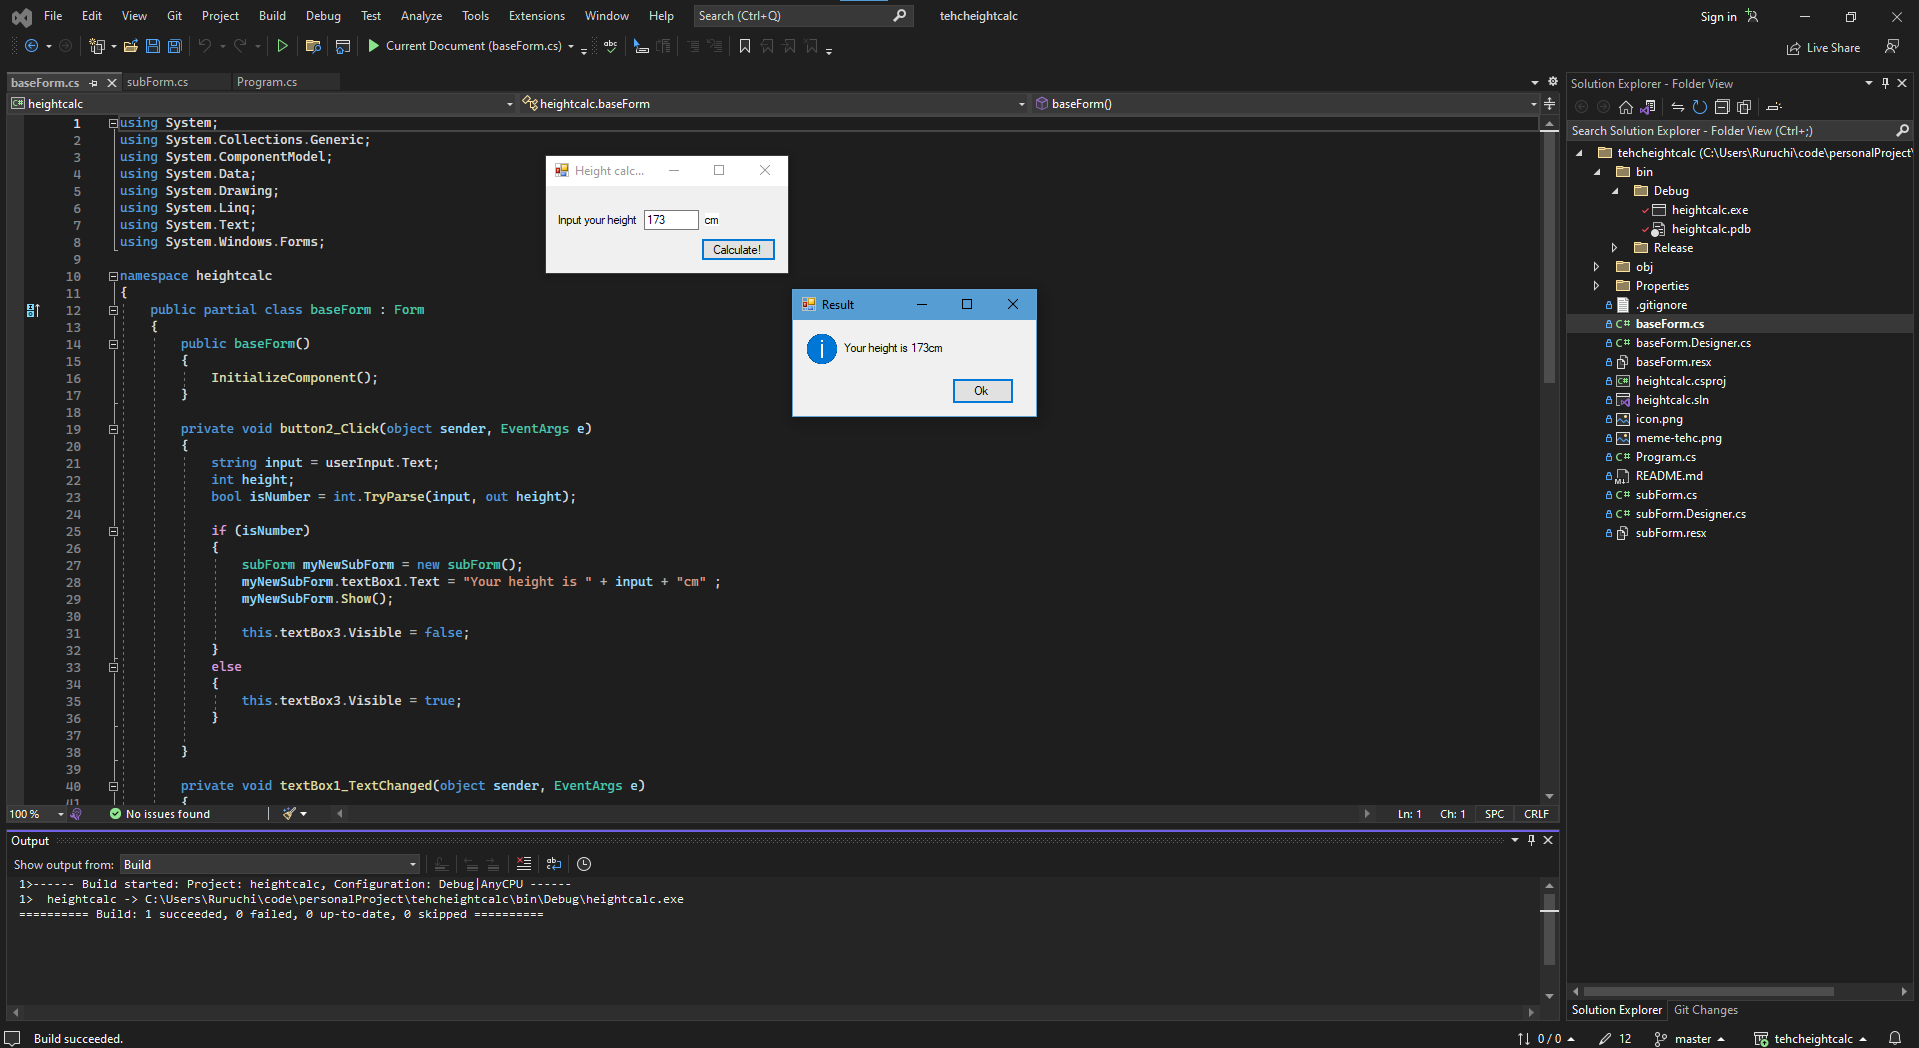 File Edit View Git Project Build Debug Test Analyze Tools Extensions Window Help Search (Ctrl+Q) tehcheightcalc Sign in
Current Document (baseForm.cs) Live Share
baseForm.cs subForm.cs Program.cs
heightcalc heightcalc.baseForm baseForm()
1 using System;
2 using System.Collections.Generic;
3 using System.ComponentModel;
4 using System.Data;
5 using System.Drawing;
6 using System.Linq;
7 using System.Text;
8 using System.Windows.Forms;
9
10 namespace heightcalc
11 {
12 public partial class baseForm : Form
13 {
14 public baseForm()
15 {
16 InitializeComponent();
17 }
18
19 private void button2_Click(object sender, EventArgs e)
20 {
21 string input = userInput.Text;
22 int height;
23 bool isNumber = int.TryParse(input, out height);
24
25 if (isNumber)
26 {
27 subForm myNewSubForm = new subForm();
28 myNewSubForm.textBox1.Text = "Your height is " + input + "cm" ;
29 myNewSubForm.Show();
30
31 this.textBox3.Visible = false;
32 }
33 else
34 {
35 this.textBox3.Visible = true;
36 }
37
38 }
39
40 private void textBox1_TextChanged(object sender, EventArgs e)
41 {
Height calc...
Input your height 173 cm
Calculate!
Result
Your height is 173cm
Ok
100 % No issues found Ln: 1 Ch: 1 SPC CRLF
Output
Show output from: Build
1>------ Build started: Project: heightcalc, Configuration: Debug|AnyCPU ------
1> heightcalc -> C:\Users\Ruruchi\code\personalProject\tehcheightcalc\bin\Debug\heightcalc.exe
========== Build: 1 succeeded, 0 failed, 0 up-to-date, 0 skipped ==========
Solution Explorer - Folder View
Search Solution Explorer - Folder View (Ctrl+;)
tehcheightcalc (C:\Users\Ruruchi\code\personalProject\
bin
Debug
heightcalc.exe
heightcalc.pdb
Release
obj
Properties
.gitignore
C# baseForm.cs
C# baseForm.Designer.cs
baseForm.resx
heightcalc.csproj
heightcalc.sln
icon.png
meme-tehc.png
C# Program.cs
README.md
C# subForm.cs
C# subForm.Designer.cs
subForm.resx
Solution Explorer Git Changes
Build succeeded. 0 / 0 12 master tehcheightcalc